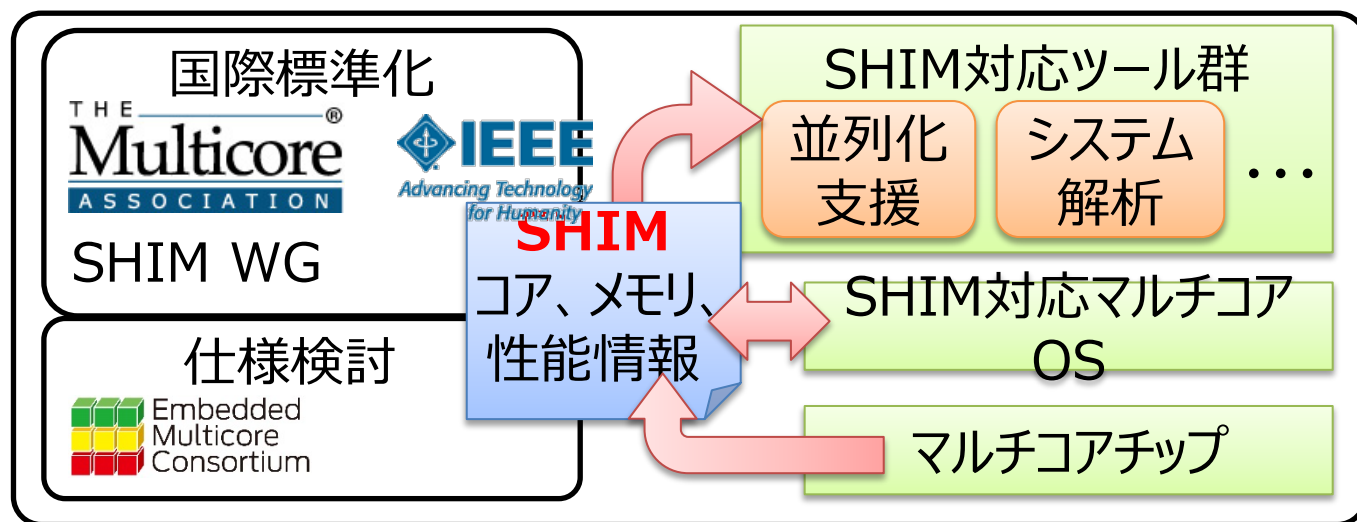 国際標準化
THE
Multicore®
ASSOCIATION
IEEE
Advancing Technology
for Humanity
SHIM WG
仕様検討
Embedded
Multicore
Consortium
SHIM
コア、メモリ、
性能情報
SHIM対応ツール群
並列化
支援
システム
解析
・・・
SHIM対応マルチコア
OS
マルチコアチップ